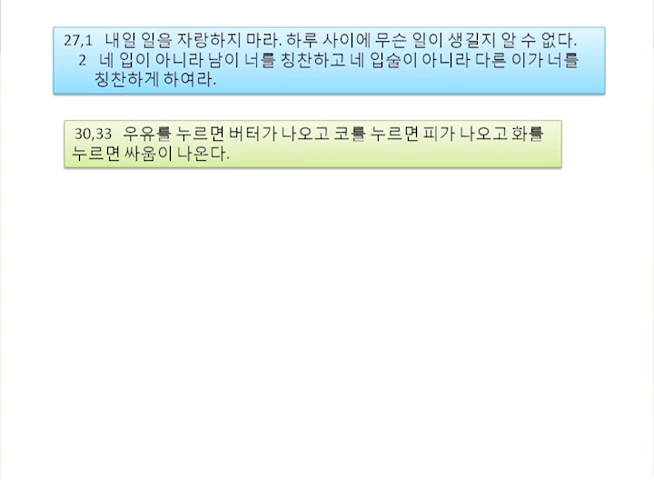 27,1 내일 일을 자랑하지 마라. 하루 사이에 무슨 일이 생길지 알 수 없다.
2 네 입이 아니라 남이 너를 칭찬하고 네 입술이 아니라 다른 이가 너를
칭찬하게 하여라.
30,33 우유를 누르면 버터가 나오고 코를 누르면 피가 나오고 화를
누르면 싸움이 나온다.